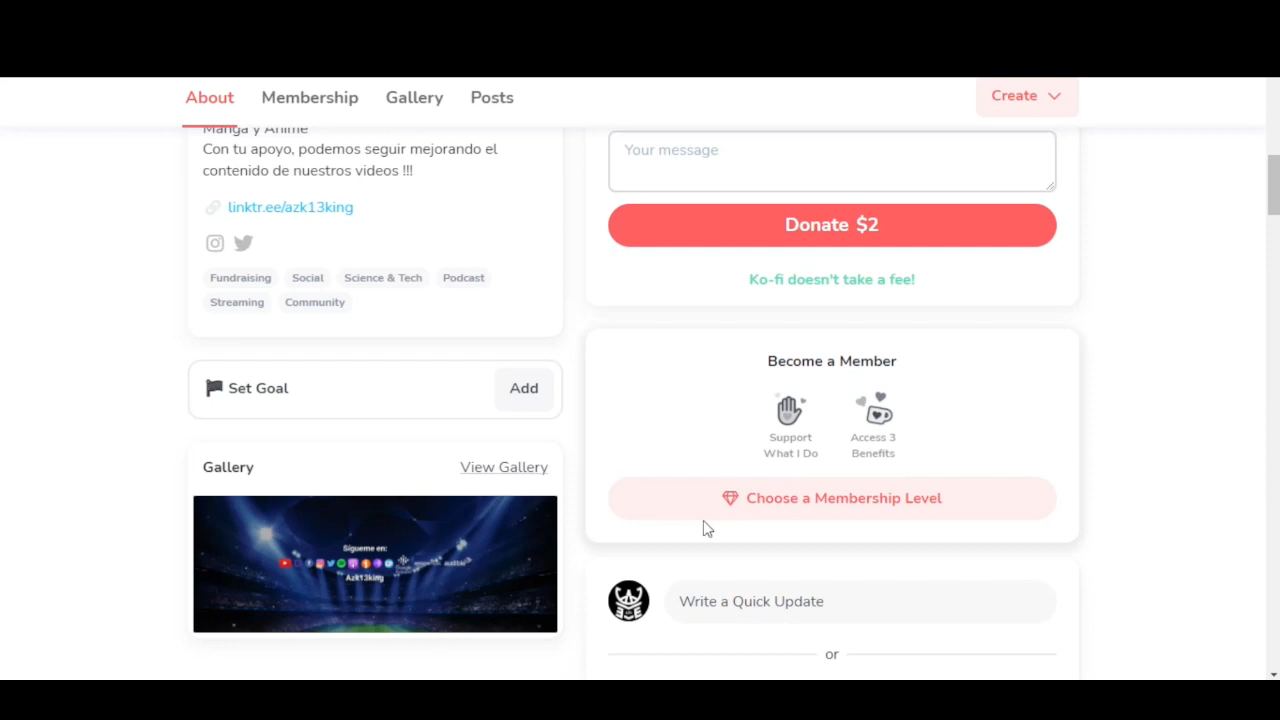 About
Membership
Gallery
Posts
Create
Manga y Anime
Con tu apoyo, podemos seguir mejorando el
contenido de nuestros videos !!!
linktr.ee/azk13king
Fundraising
Social
Science & Tech
Podcast
Streaming
Community
Set Goal
Add
Gallery
View Gallery
Sígueme en:
Azk13king
Your message
Donate $2
Ko-fi doesn't take a fee!
Become a Member
Support
What I Do
Access 3
Benefits
Choose a Membership Level
Write a Quick Update
or